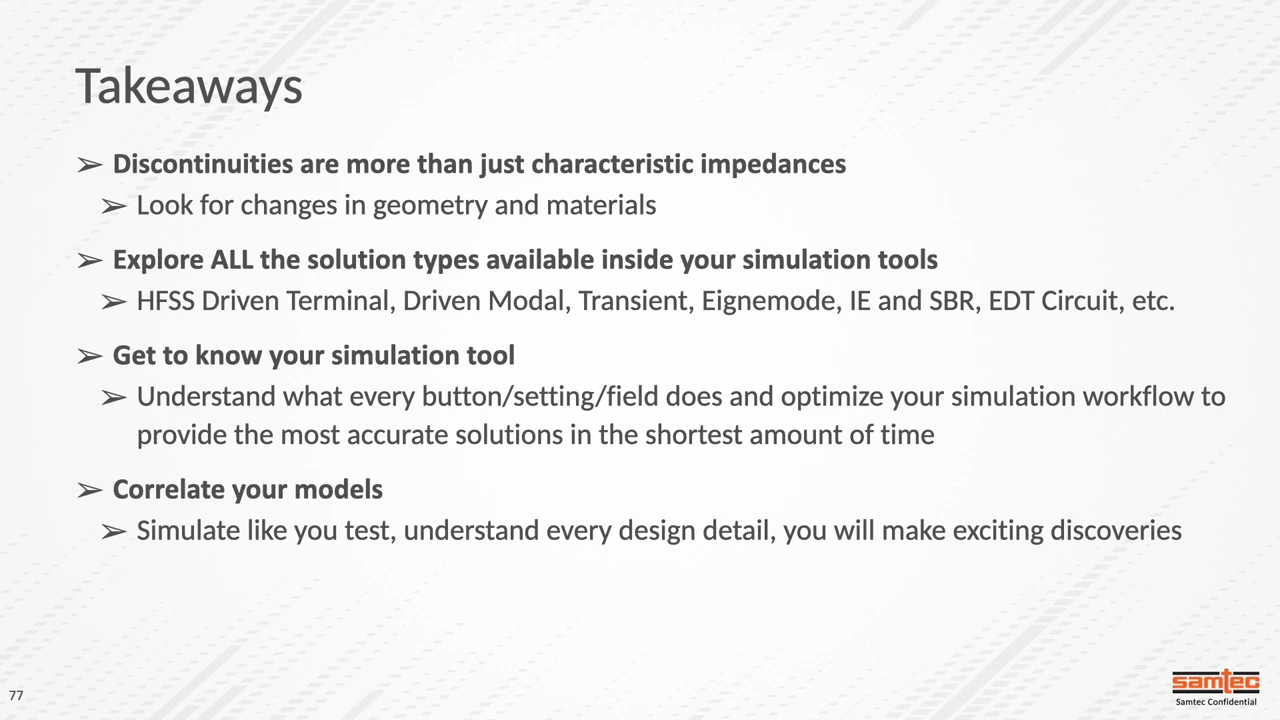 Takeaways
➢ Discontinuities are more than just characteristic impedances
➢ Look for changes in geometry and materials
➢ Explore ALL the solution types available inside your simulation tools
➢ HFSS Driven Terminal, Driven Modal, Transient, Eignemode, IE and SBR, EDT Circuit, etc.
➢ Get to know your simulation tool
➢ Understand what every button/setting/field does and optimize your simulation workflow to
provide the most accurate solutions in the shortest amount of time
➢ Correlate your models
➢ Simulate like you test, understand every design detail, you will make exciting discoveries
77
samtec
Samtec Confidential